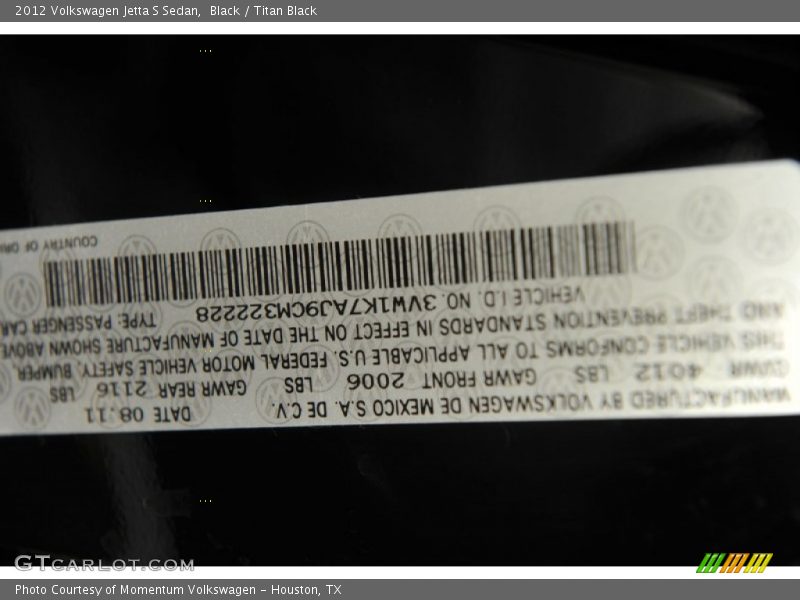 2012 Volkswagen Jetta S Sedan,  Black / Titan Black
MANUFACTURED BY VOLKSWAGEN DE MEXICO S.A. DE C.V. DATE 08.11
GVWR 4012 LBS GAWR FRONT 2006 LBS GAWR REAR 2116 LBS
THIS VEHICLE CONFORMS TO ALL APPLICABLE U.S. FEDERAL MOTOR VEHICLE SAFETY, BUMPER,
AND THEFT PREVENTION STANDARDS IN EFFECT ON THE DATE OF MANUFACTURE SHOWN ABOVE
VEHICLE I.D. NO. 3VW1K7AJ9CM322228 TYPE: PASSENGER CAR
COUNTRY OF
GTCARLOT.COM
Photo Courtesy of Momentum Volkswagen - Houston, TX